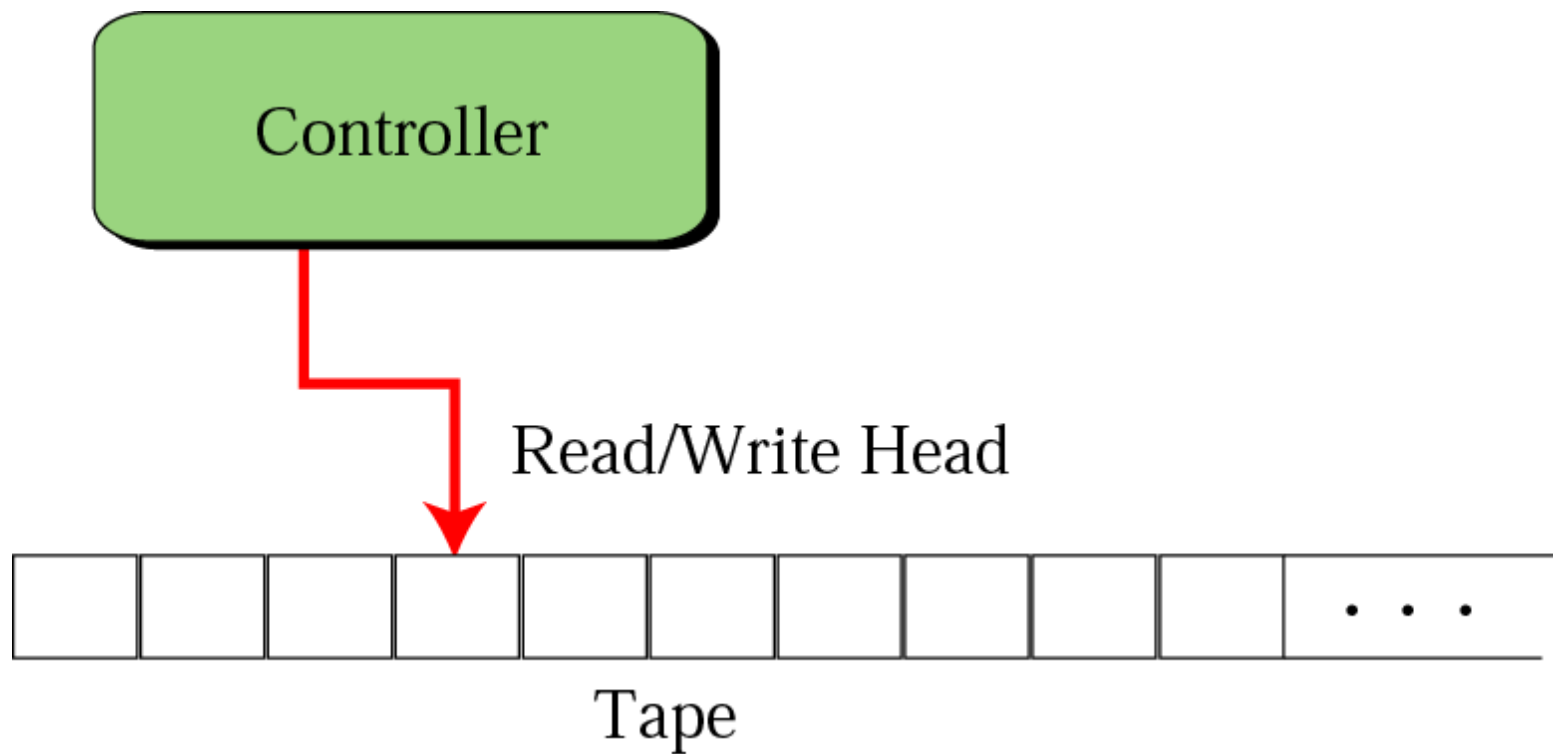 Controller
Read/Write Head
. . .
Tape